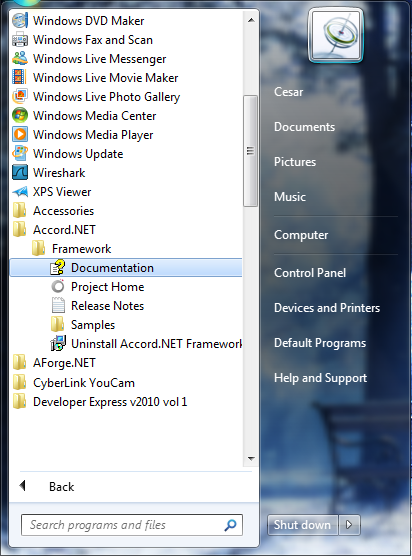 Windows DVD Maker
Windows Fax and Scan
Windows Live Messenger
Windows Live Movie Maker
Windows Live Photo Gallery
Windows Media Center
Windows Media Player
Windows Update
Wireshark
XPS Viewer
Accessories
Accord.NET
Framework
Documentation
Project Home
Release Notes
Samples
Uninstall Accord.NET Framework
AForge.NET
CyberLink YouCam
Developer Express v2010 vol 1
Back
Search programs and files
Cesar
Documents
Pictures
Music
Computer
Control Panel
Devices and Printers
Default Programs
Help and Support
Shut down